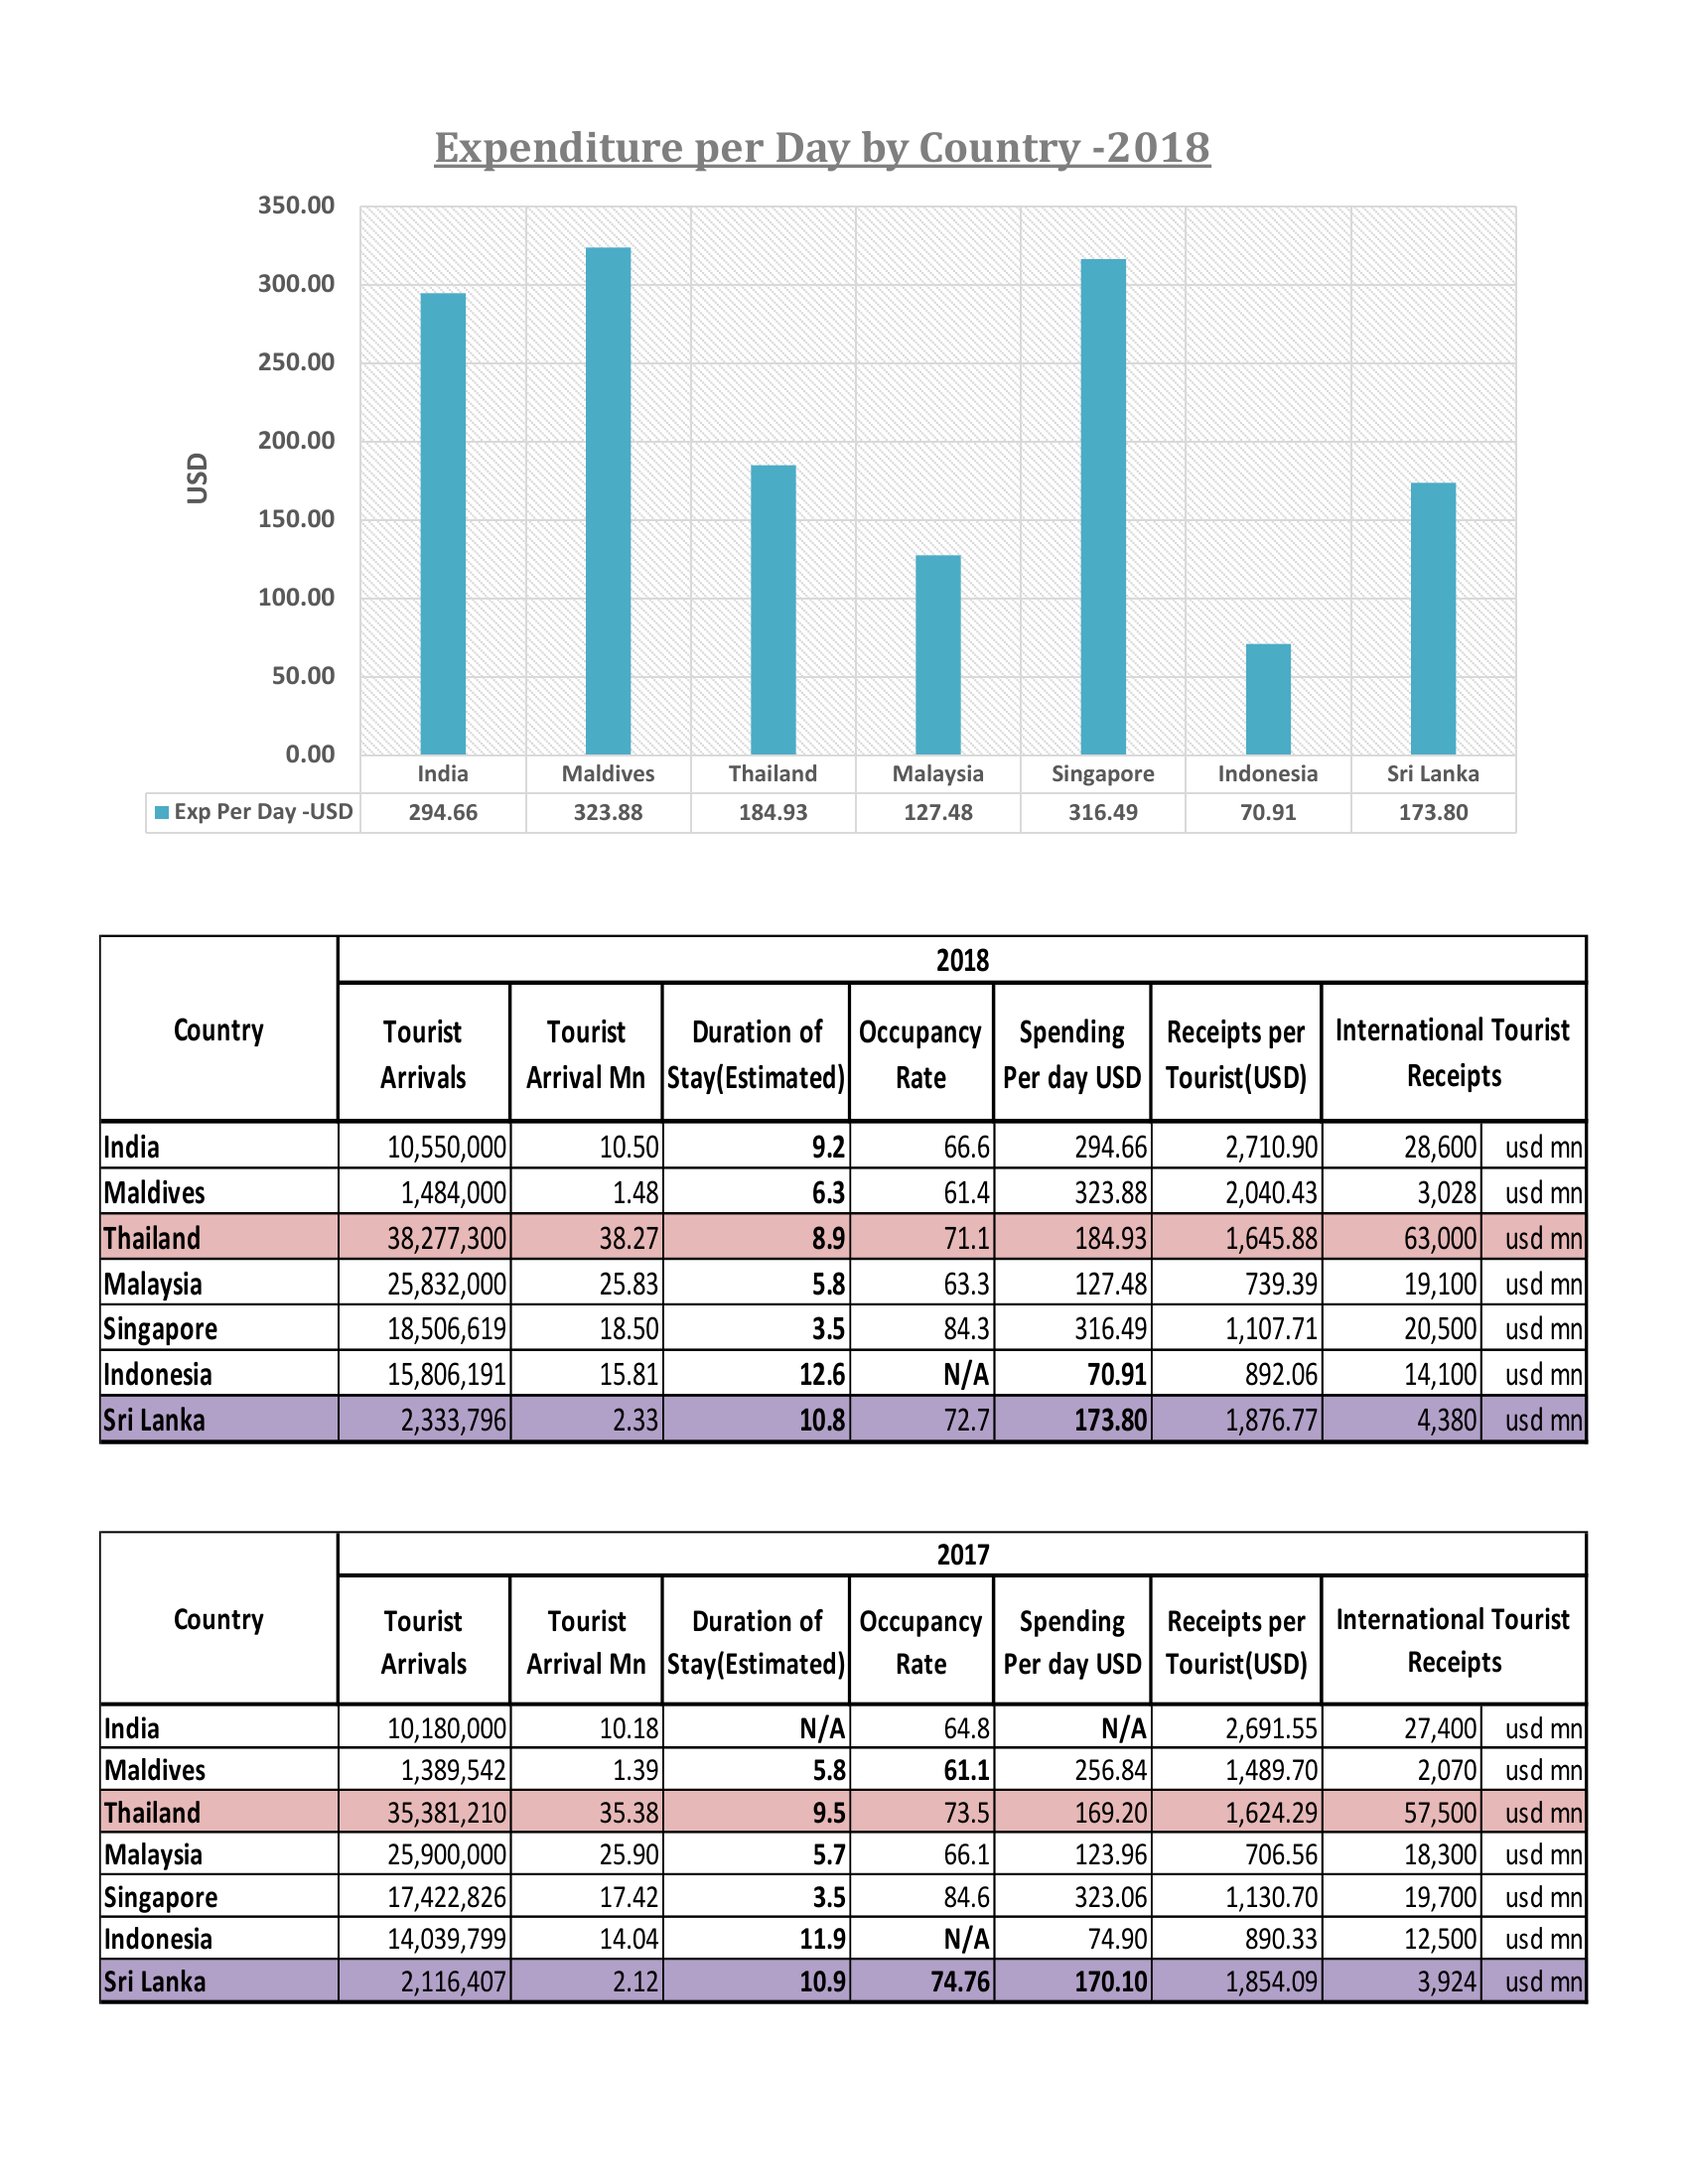 Expenditure per Day by Country -2018
350.00
300.00
250.00
200.00
150.00
100.00
50.00
0.00
USD
India Maldives Thailand Malaysia Singapore Indonesia Sri Lanka
Exp Per Day -USD 294.66 323.88 184.93 127.48 316.49 70.91 173.80
2018
Country Tourist Arrivals Tourist Arrival Mn Duration of Stay(Estimated) Occupancy Rate Spending Per day USD Receipts per Tourist(USD) International Tourist Receipts
India 10,550,000 10.50 9.2 66.6 294.66 2,710.90 28,600 usd mn
Maldives 1,484,000 1.48 6.3 61.4 323.88 2,040.43 3,028 usd mn
Thailand 38,277,300 38.27 8.9 71.1 184.93 1,645.88 63,000 usd mn
Malaysia 25,832,000 25.83 5.8 63.3 127.48 739.39 19,100 usd mn
Singapore 18,506,619 18.50 3.5 84.3 316.49 1,107.71 20,500 usd mn
Indonesia 15,806,191 15.81 12.6 N/A 70.91 892.06 14,100 usd mn
Sri Lanka 2,333,796 2.33 10.8 72.7 173.80 1,876.77 4,380 usd mn
2017
Country Tourist Arrivals Tourist Arrival Mn Duration of Stay(Estimated) Occupancy Rate Spending Per day USD Receipts per Tourist(USD) International Tourist Receipts
India 10,180,000 10.18 N/A 64.8 N/A 2,691.55 27,400 usd mn
Maldives 1,389,542 1.39 5.8 61.1 256.84 1,489.70 2,070 usd mn
Thailand 35,381,210 35.38 9.5 73.5 169.20 1,624.29 57,500 usd mn
Malaysia 25,900,000 25.90 5.7 66.1 123.96 706.56 18,300 usd mn
Singapore 17,422,826 17.42 3.5 84.6 323.06 1,130.70 19,700 usd mn
Indonesia 14,039,799 14.04 11.9 N/A 74.90 890.33 12,500 usd mn
Sri Lanka 2,116,407 2.12 10.9 74.76 170.10 1,854.09 3,924 usd mn